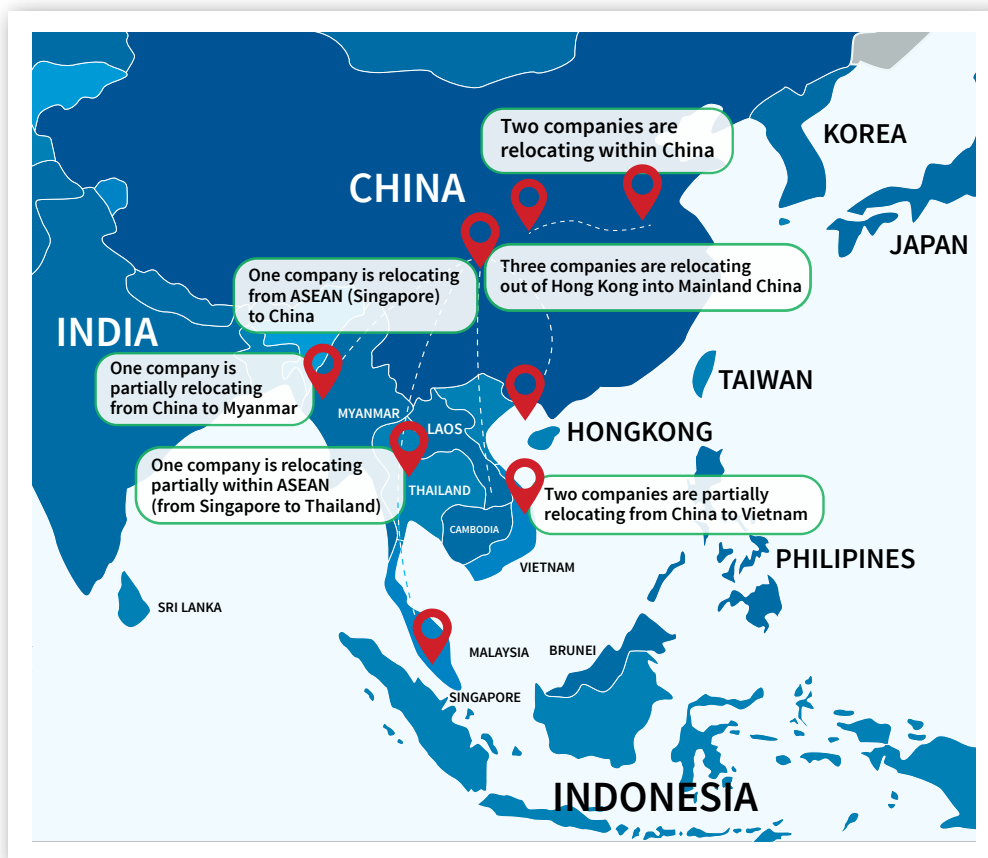 KOREA
Two companies are
relocating within China
CHINA
JAPAN
Three companies are relocating
out of Hong Kong into Mainland China
One company is relocating
from ASEAN (Singapore)
to China
INDIA
One company is
partially relocating
from China to Myanmar
TAIWAN
MYANMAR
LAOS
HONGKONG
One company is relocating
partially within ASEAN
(from Singapore to Thailand)
THAILAND
Two companies are partially
relocating from China to Vietnam
CAMBODIA
VIETNAM
PHILIPINES
SRI LANKA
MALAYSIA
BRUNEI
SINGAPORE
INDONESIA